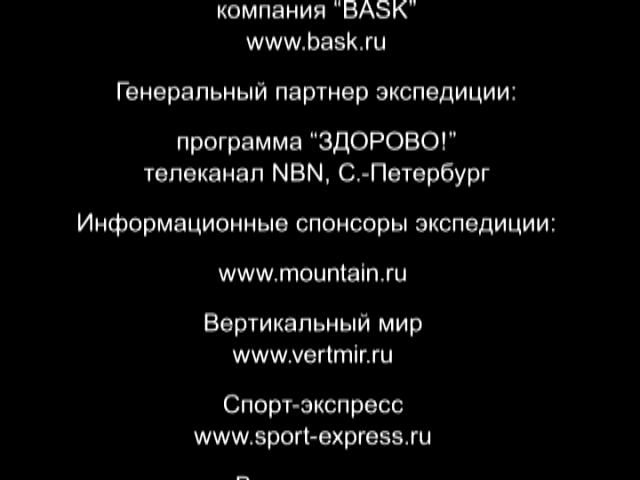 компания “BASK”
www.bask.ru
Генеральный партнер экспедиции:
программа “ЗДОРОВО!”
телеканал NBN, С.-Петербург
Информационные спонсоры экспедиции:
www.mountain.ru
Вертикальный мир
www.vertmir.ru
Спорт-экспресс
www.sport-express.ru